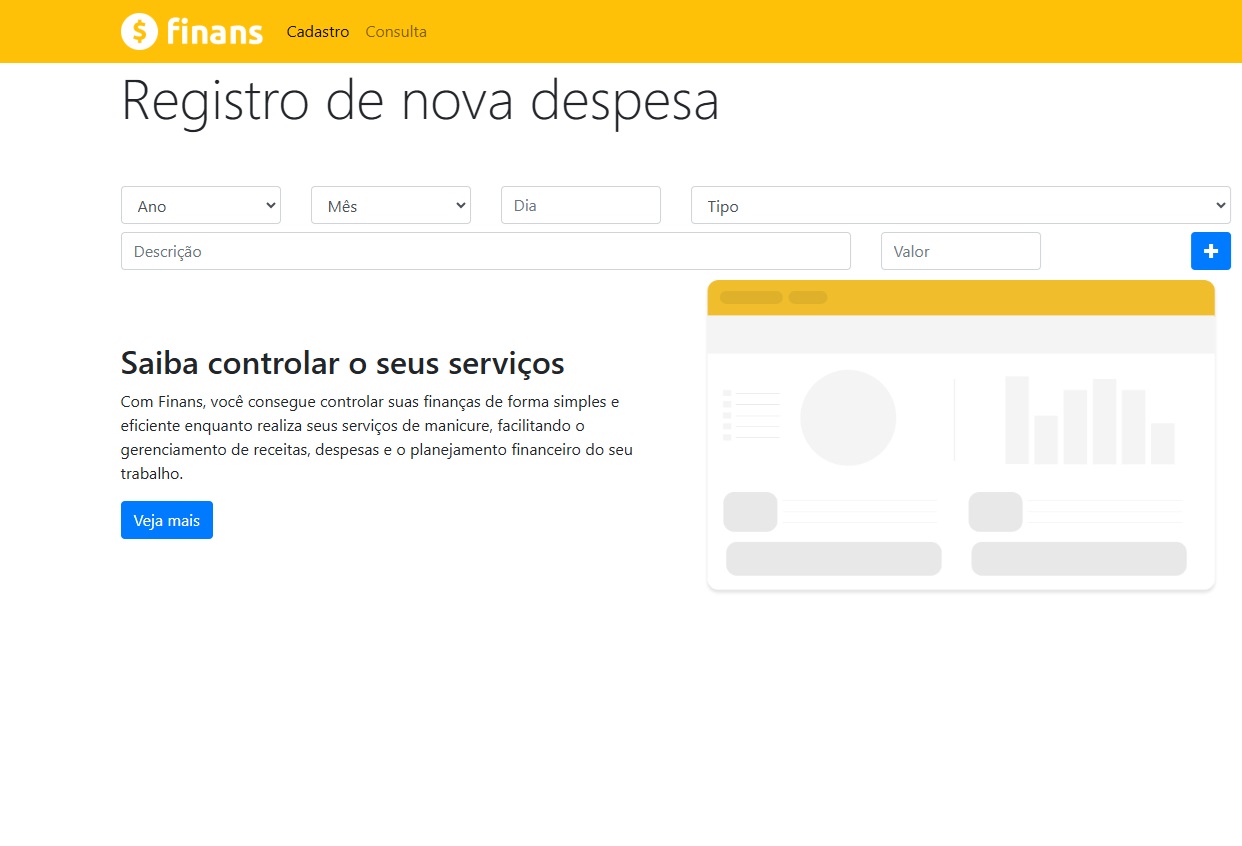 $ finans Cadastro Consulta
Registro de nova despesa
Ano Mês Dia Tipo
Descrição Valor +
Saiba controlar o seus serviços
Com Finans, você consegue controlar suas finanças de forma simples e
eficiente enquanto realiza seus serviços de manicure, facilitando o
gerenciamento de receitas, despesas e o planejamento financeiro do seu
trabalho.
Veja mais